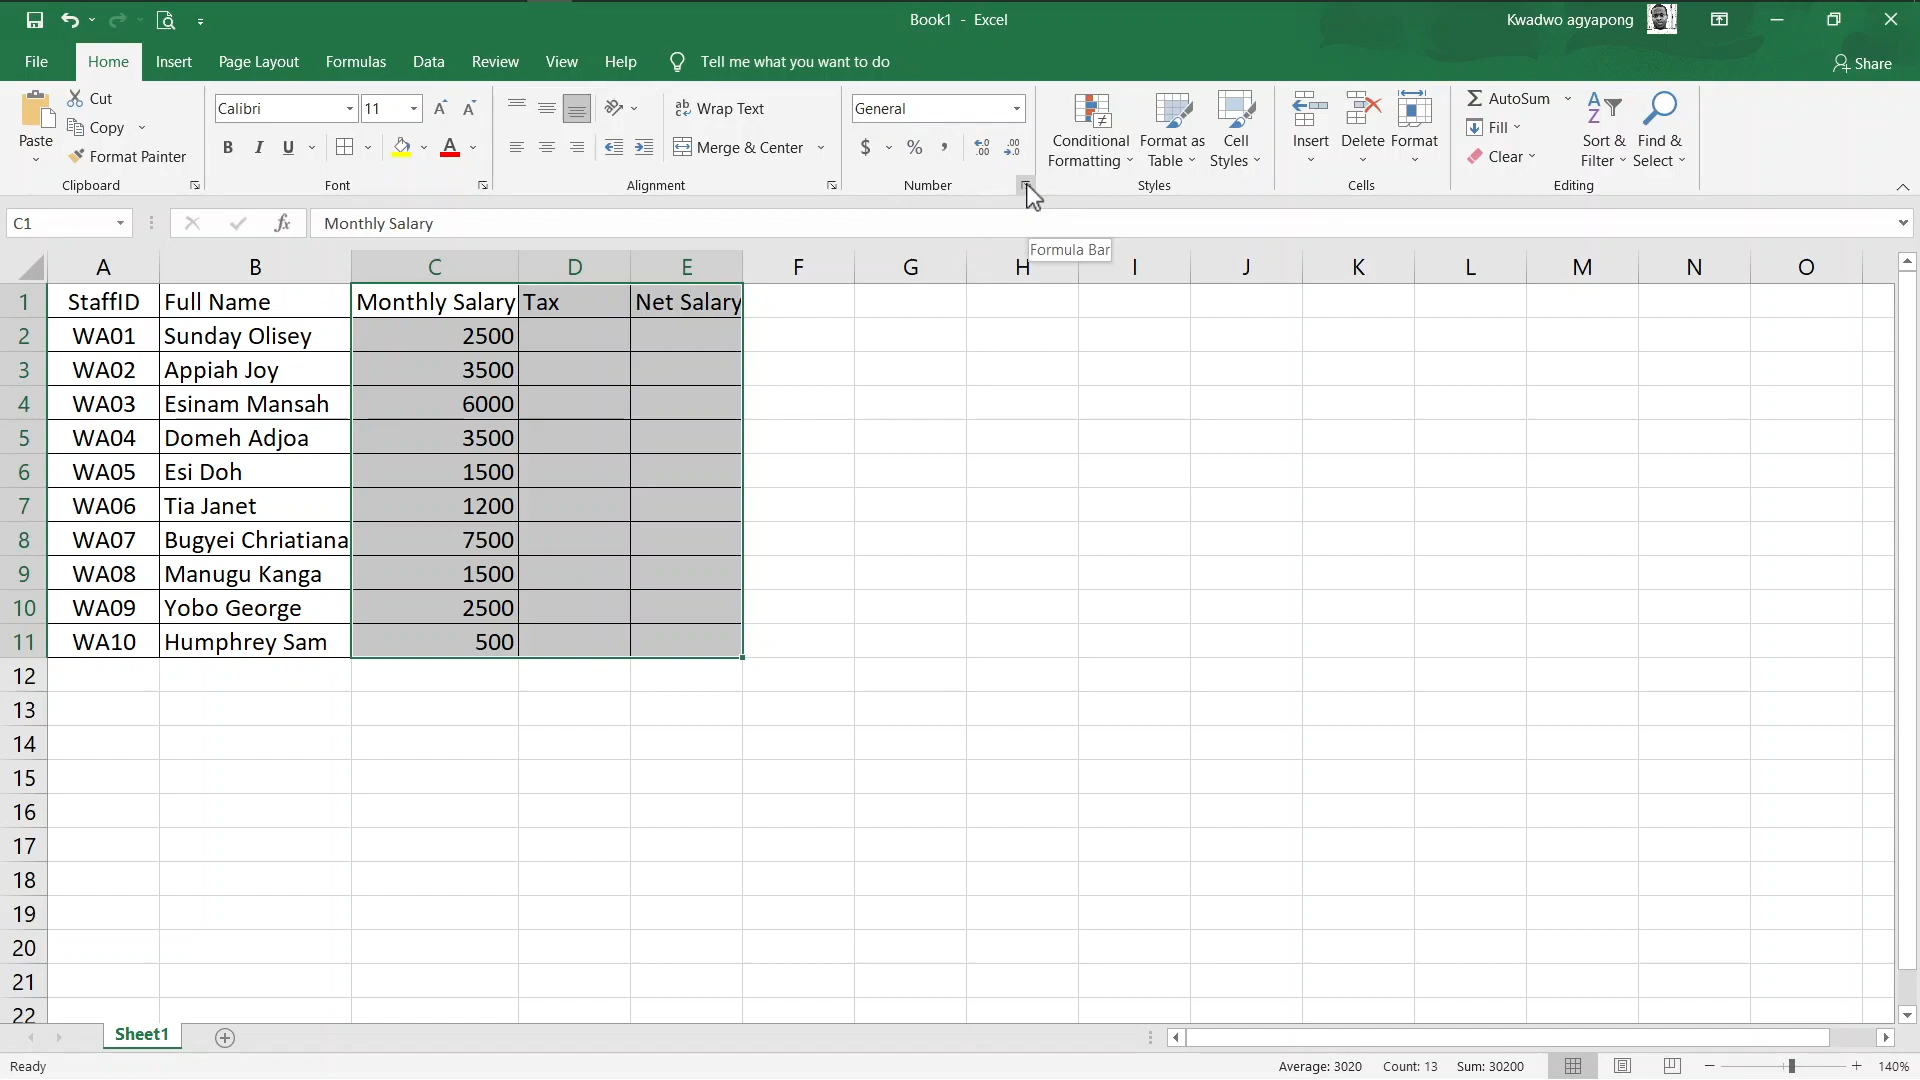 Book1 - Excel
Kwadwo agyapong
File Home Insert Page Layout Formulas Data Review View Help Tell me what you want to do Share
Paste
Cut
Copy
Format Painter
Clipboard
Calibri 11
B I U A
Font
ab Wrap Text
Merge & Center
Alignment
General
$ % ,
Number
Conditional Formatting
Format as Table
Cell Styles
Styles
Insert Delete Format
Cells
AutoSum
Fill
Clear
Sort & Filter
Find & Select
Editing
C1 fx Monthly Salary
Formula Bar
A B C D E F G H I J K L M N O
1 StaffID Full Name Monthly Salary Tax Net Salary
2 WA01 Sunday Olisey 2500
3 WA02 Appiah Joy 3500
4 WA03 Esinam Mansah 6000
5 WA04 Domeh Adjoa 3500
6 WA05 Esi Doh 1500
7 WA06 Tia Janet 1200
8 WA07 Bugyei Chriatiana 7500
9 WA08 Manugu Kanga 1500
10 WA09 Yobo George 2500
11 WA10 Humphrey Sam 500
12
13
14
15
16
17
18
19
20
21
22
Sheet1
Ready Average: 3020 Count: 13 Sum: 30200 140%